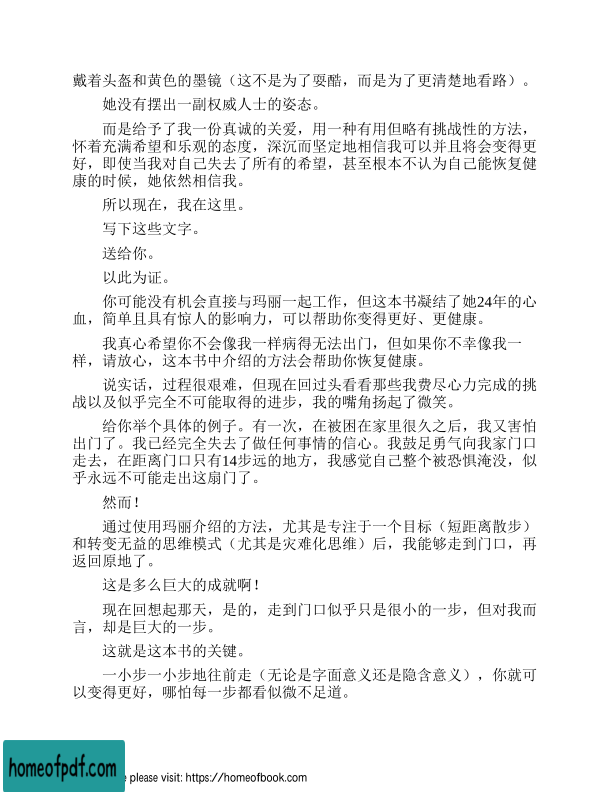 戴着头盔和黄色的墨镜（这不是为了耍酷，而是为了更清楚地看路）。
她没有摆出一副权威人士的姿态。
而是给予了我一份真诚的关爱，用一种有用但略有挑战性的方法，
怀着充满希望和乐观的态度，深沉而坚定地相信我可以并且将会变得更
好，即使当我对自己失去了所有的希望，甚至根本不认为自己能恢复健
康的时候，她依然相信我。
所以现在，我在这里。
写下这些文字。
送给你。
以此为证。
你可能没有机会直接与玛丽一起工作，但这本书凝结了她24年的心
血，简单且具有惊人的影响力，可以帮助你变得更好、更健康。
我真心希望你不会像我一样病得无法出门，但如果你不幸像我一
样，请放心，这本书中介绍的方法会帮助你恢复健康。
说实话，过程很艰难，但现在回过头看看那些我费尽心力完成的挑
战以及似乎完全不可能取得的进步，我的嘴角扬起了微笑。
给你举个具体的例子。有一次，在被困在家里很久之后，我又害怕
出门了。我已经完全失去了做任何事情的信心。我鼓足勇气向我家门口
走去，在距离门口只有14步远的地方，我感觉自己整个被恐惧淹没，似
乎永远不可能走出这扇门了。
然而！
通过使用玛丽介绍的方法，尤其是专注于一个目标（短距离散步）
和转变无益的思维模式（尤其是灾难化思维）后，我能够走到门口，再
返回原地了。
这是多么巨大的成就啊！
现在回想起那天，是的，走到门口似乎只是很小的一步，但对我而
言，却是巨大的一步。
这就是这本书的关键。
一小步一小步地往前走（无论是字面意义还是隐含意义），你就可
以变得更好，哪怕每一步都看似微不足道。
homeofpdf.com
e please visit: https://homeofbook.com